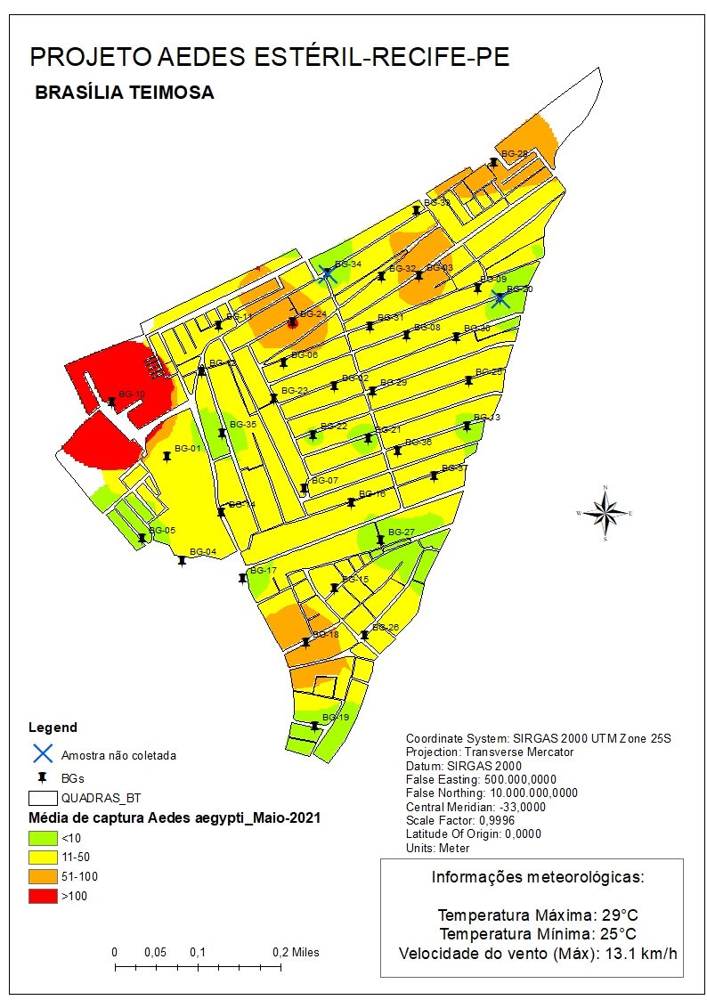 PROJETO AEDES ESTÉRIL-RECIFE-PE
BRASÍLIA TEIMOSA
BG-28
BG-33
BG-34
BG-32
BG-03
BG-09
BG-11
BG-24
BG-31
BG-08
BG-20
BG-06
BG-12
BG-02
BG-29
BG-25
BG-23
BG-10
BG-35
BG-22
BG-21
BG-13
BG-01
BG-36
BG-37
BG-07
BG-16
BG-14
BG-05
BG-27
BG-04
BG-17
BG-15
BG-26
BG-18
BG-19
N
W
E
S
Legend
Amostra não coletada
BGs
QUADRAS_BT
Média de captura Aedes aegypti_Maio-2021
<10
11-50
51-100
>100
0
0,05
0,1
0,2 Miles
Coordinate System: SIRGAS 2000 UTM Zone 25S
Projection: Transverse Mercator
Datum: SIRGAS 2000
False Easting: 500.000,0000
False Northing: 10.000.000,0000
Central Meridian: -33,0000
Scale Factor: 0,9996
Latitude Of Origin: 0,0000
Units: Meter
Informações meteorológicas:
Temperatura Máxima: 29°C
Temperatura Mínima: 25°C
Velocidade do vento (Máx): 13.1 km/h